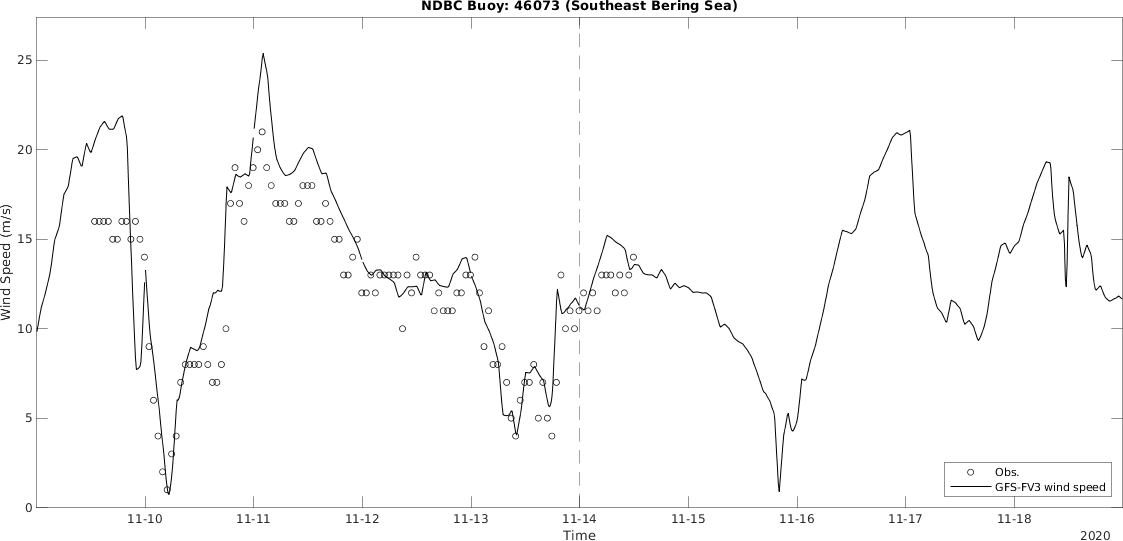 NDBC Buoy: 46073 (Southeast Bering Sea)
25
20
15
10
5
0
Wind Speed (m/s)
11-10 11-11 11-12 11-13 11-14 11-15 11-16 11-17 11-18
Time
2020
Obs.
GFS-FV3 wind speed